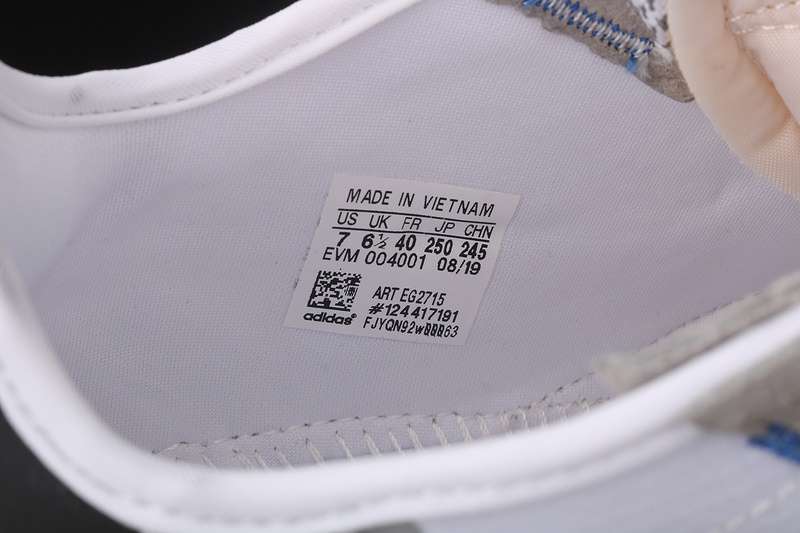 MADE IN VIETNAM
US UK FR JP CHN
7 6½ 40 250 245
EVM 004001 08/19
ART EG2715
#124417191
adidas®